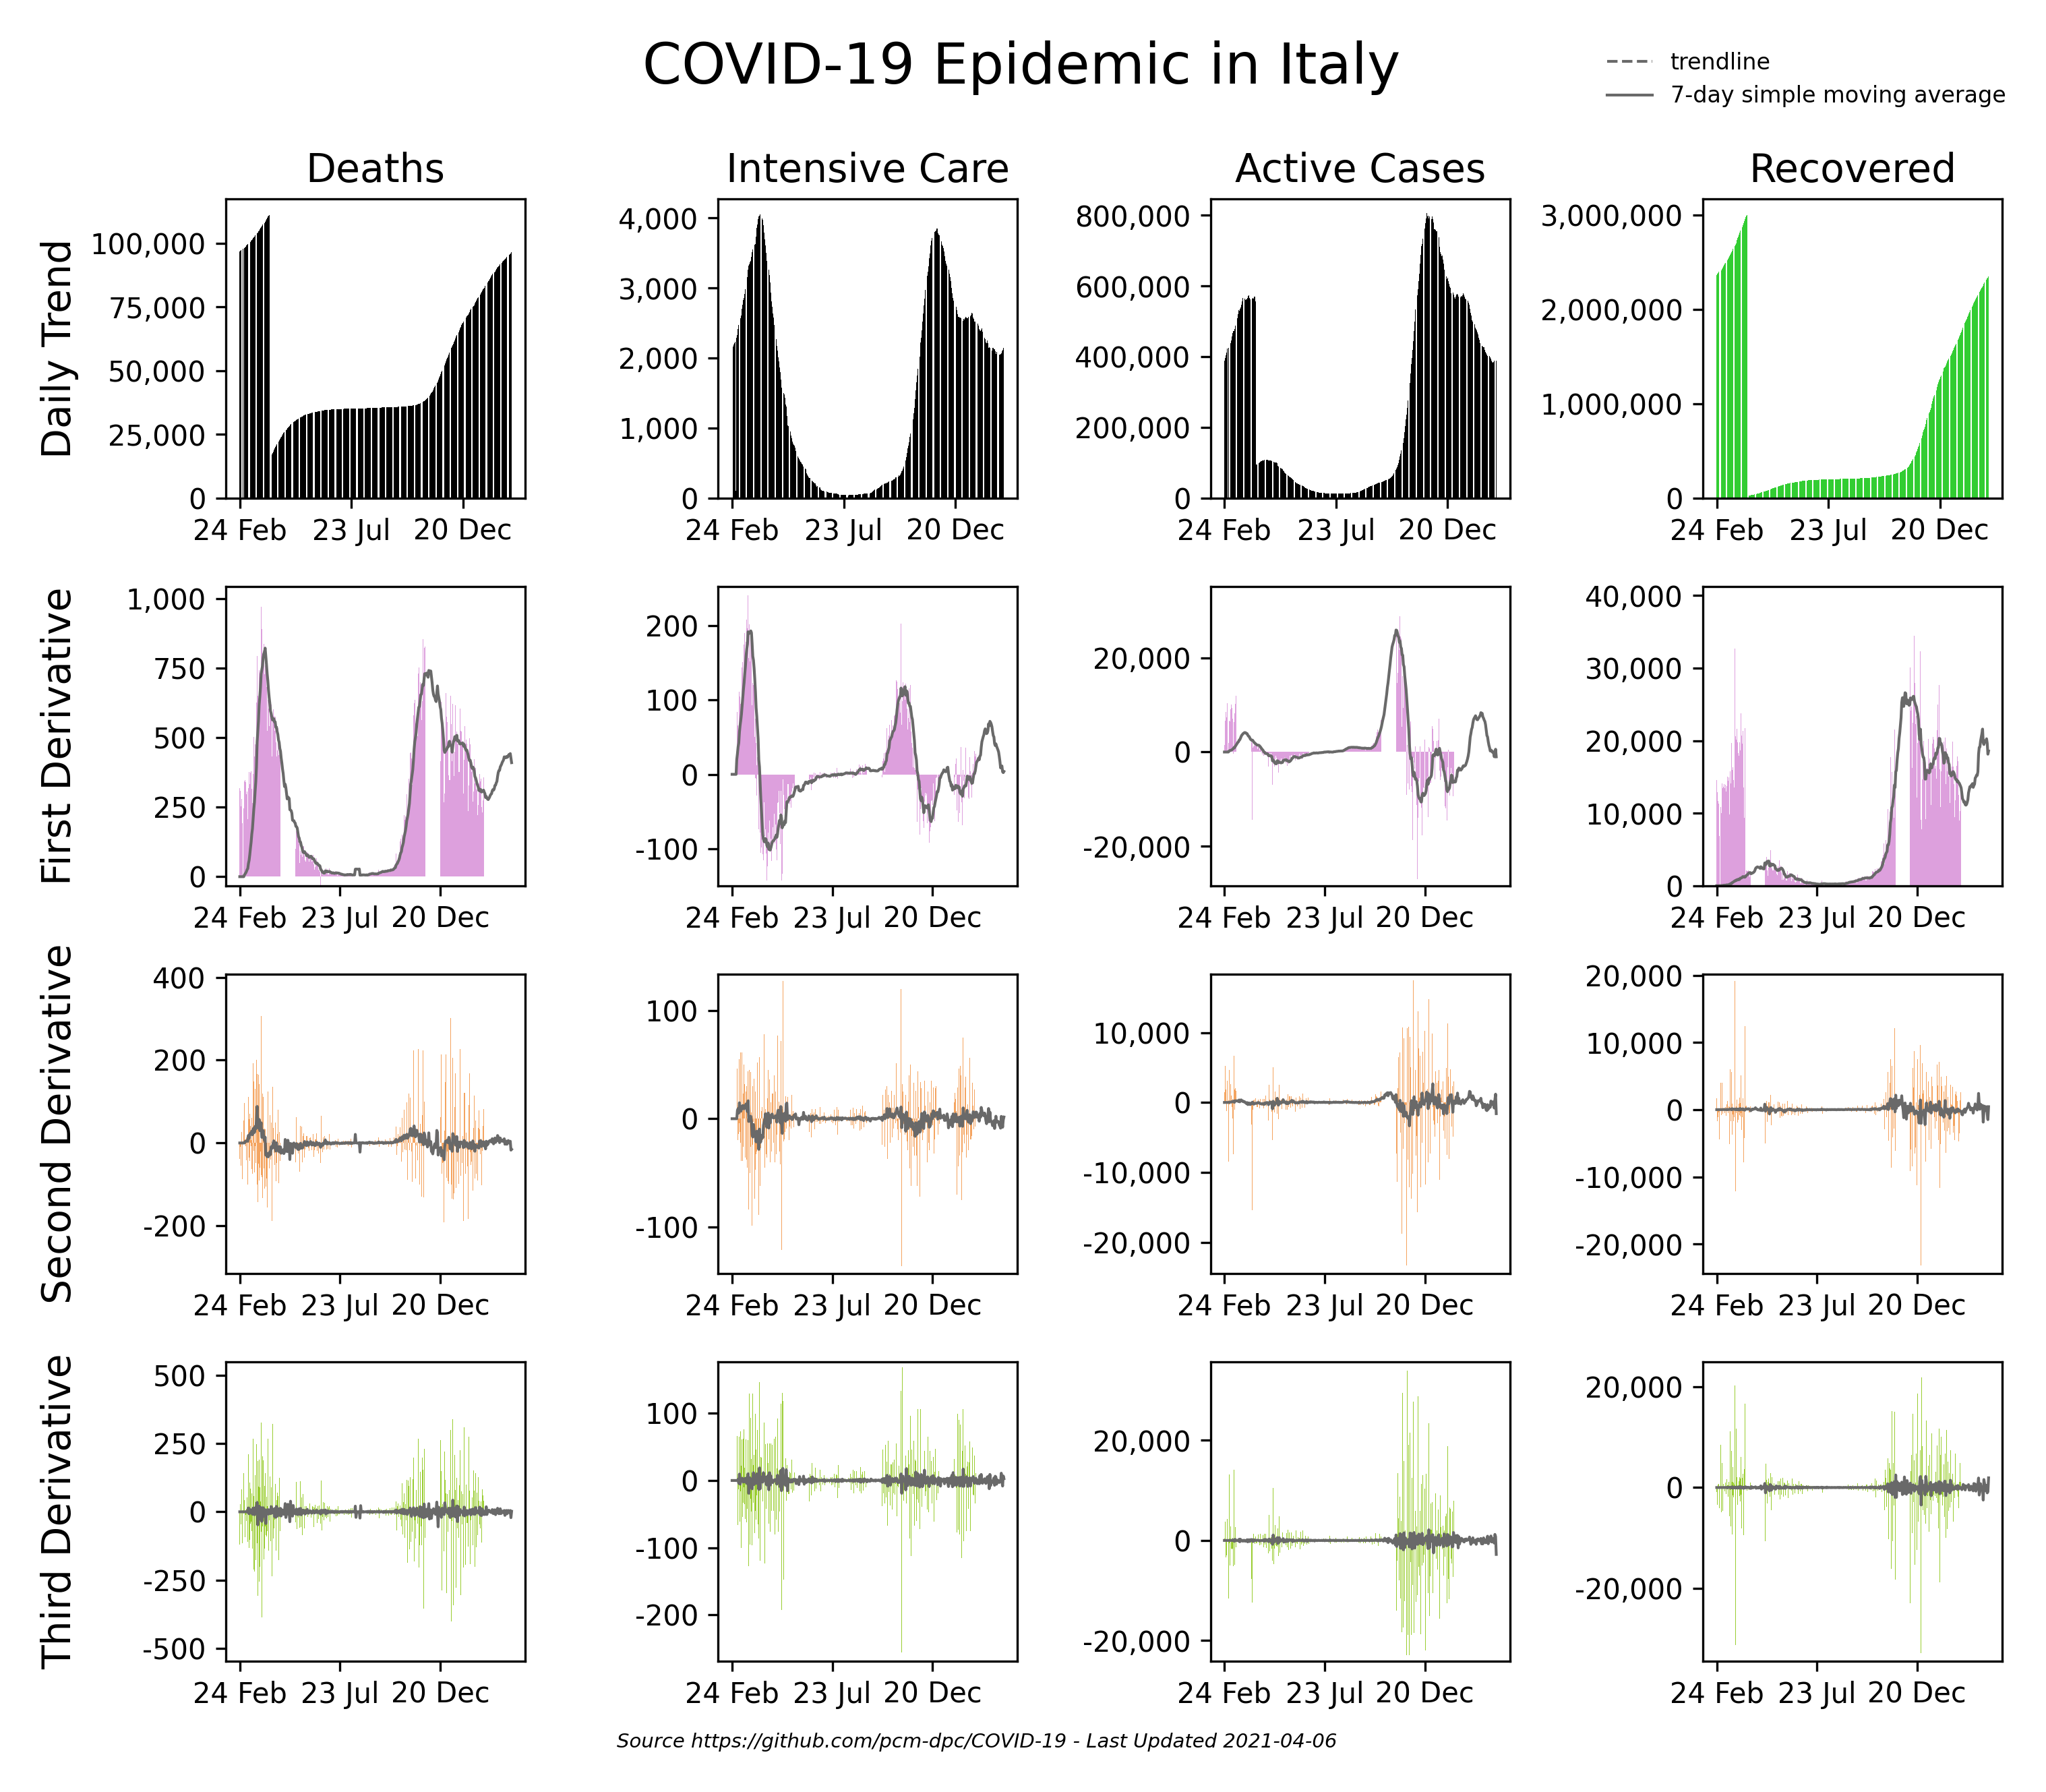 COVID-19 Epidemic in Italy
trendline
7-day simple moving average
Deaths
Intensive Care
Active Cases
Recovered
Daily Trend
100,000
75,000
50,000
25,000
0
24 Feb 23 Jul 20 Dec
4,000
3,000
2,000
1,000
0
24 Feb 23 Jul 20 Dec
800,000
600,000
400,000
200,000
0
24 Feb 23 Jul 20 Dec
3,000,000
2,000,000
1,000,000
0
24 Feb 23 Jul 20 Dec
First Derivative
1,000
750
500
250
0
24 Feb 23 Jul 20 Dec
200
100
0
-100
24 Feb 23 Jul 20 Dec
20,000
0
-20,000
24 Feb 23 Jul 20 Dec
40,000
30,000
20,000
10,000
0
24 Feb 23 Jul 20 Dec
Second Derivative
400
200
0
-200
24 Feb 23 Jul 20 Dec
100
0
-100
24 Feb 23 Jul 20 Dec
10,000
0
-10,000
-20,000
24 Feb 23 Jul 20 Dec
20,000
10,000
0
-10,000
-20,000
24 Feb 23 Jul 20 Dec
Third Derivative
500
250
0
-250
-500
24 Feb 23 Jul 20 Dec
100
0
-100
-200
24 Feb 23 Jul 20 Dec
20,000
0
-20,000
24 Feb 23 Jul 20 Dec
20,000
0
-20,000
24 Feb 23 Jul 20 Dec
Source https://github.com/pcm-dpc/COVID-19 - Last Updated 2021-04-06